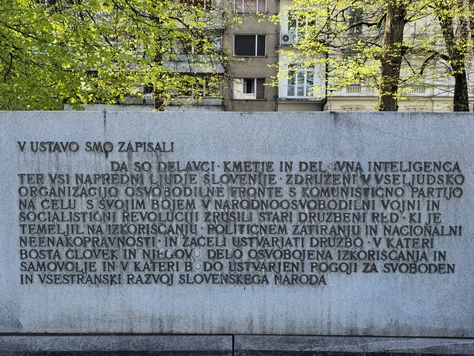 V USTAVO SMO ZAPISALI
DA SO DELAVCI · KMETJE IN DELOVNA INTELIGENCA
TER VSI NAPREDNI LJUDJE SLOVENIJE · ZDRUŽENI V VSELJUDSKO
ORGANIZACIJO OSVOBODILNE FRONTE S KOMUNISTIČNO PARTIJO
NA ČELU S SVOJIM BOJEM V NARODNOOSVOBODILNI VOJNI IN
SOCIALISTIČNI REVOLUCIJI ZRUŠILI STARI DRUŽBENI RED · KI JE
TEMELJIL NA IZKORIŠČANJU · POLITIČNEM ZATIRANJU IN NACIONALNI
NEENAKOPRAVNOSTI · IN ZAČELI USTVARJATI DRUŽBO · V KATERI
BOSTA ČLOVEK IN NJEGOVO DELO OSVOBOJENA IZKORIŠČANJA IN
SAMOVOLJE IN V KATERI BODO USTVARJENI POGOJI ZA SVOBODEN
IN VSESTRANSKI RAZVOJ SLOVENSKEGA NARODA